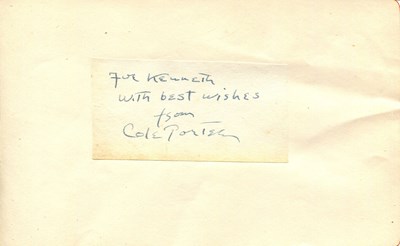 For Kenneth
with best wishes
from
Cole Porter